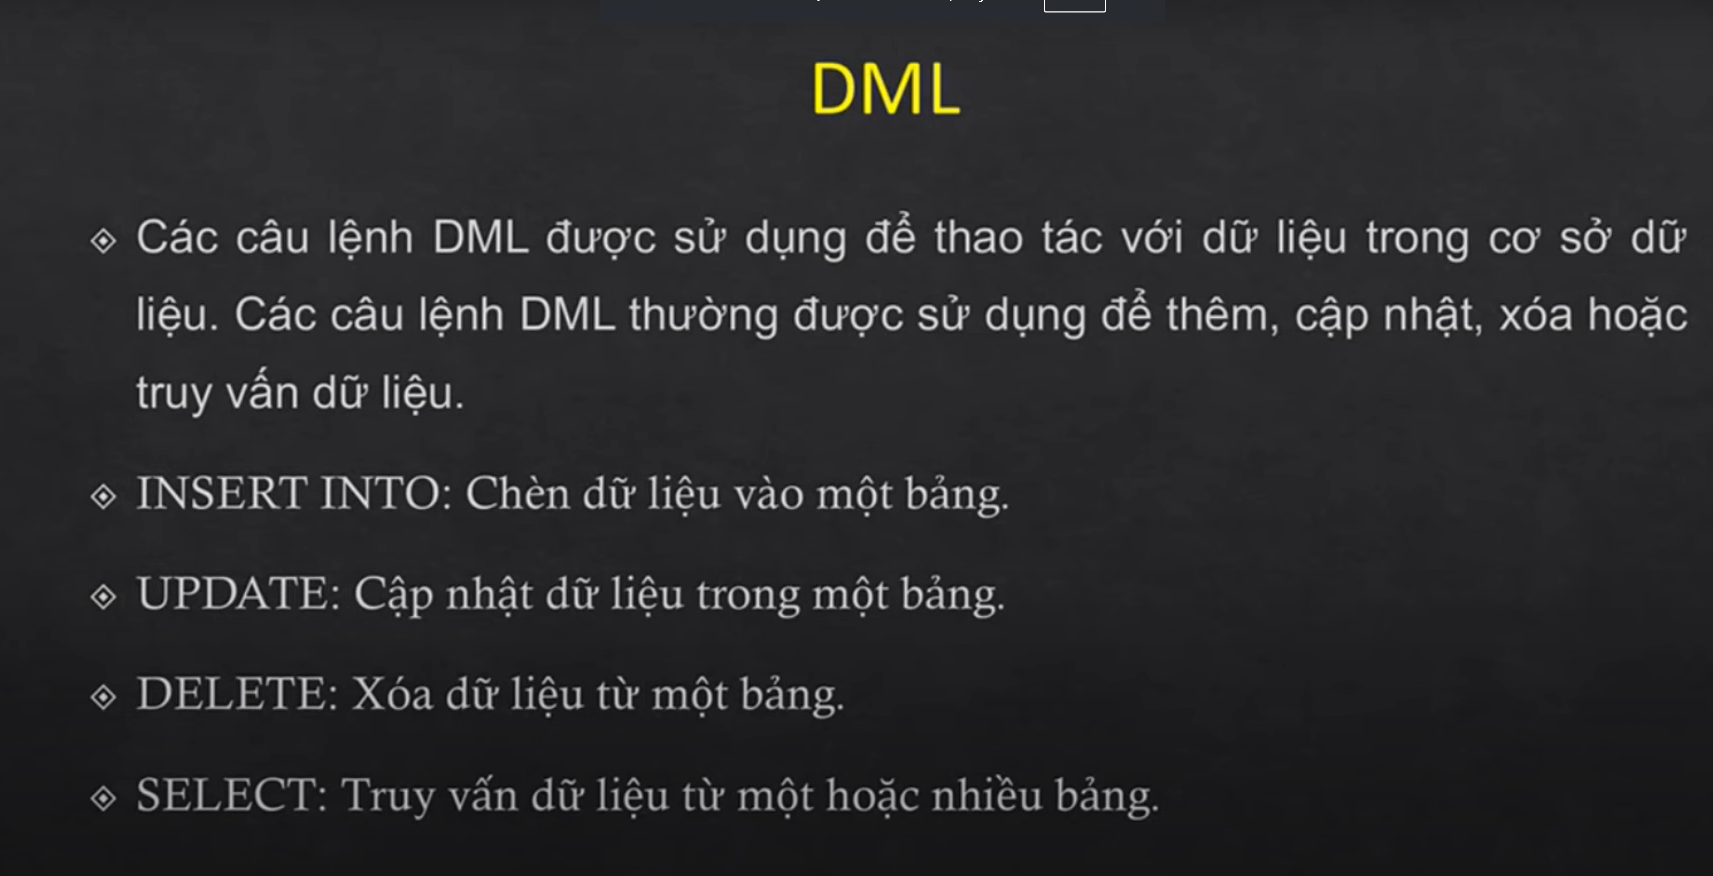 DML
Các câu lệnh DML được sử dụng để thao tác với dữ liệu trong cơ sở dữ
liệu. Các câu lệnh DML thường được sử dụng để thêm, cập nhật, xóa hoặc
truy vấn dữ liệu.
INSERT INTO: Chèn dữ liệu vào một bảng.
UPDATE: Cập nhật dữ liệu trong một bảng.
DELETE: Xóa dữ liệu từ một bảng.
SELECT: Truy vấn dữ liệu từ một hoặc nhiều bảng.